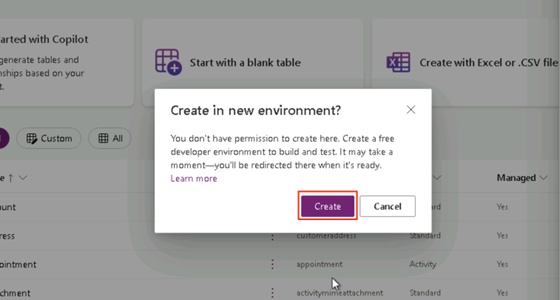 arted with Copilot
generate tables and
nships based on your
Start with a blank table
Create with Excel or .CSV file
Create in new environment?
You don't have permission to create here. Create a free
developer environment to build and test. It may take a
moment—you'll be redirected there when it's ready.
Learn more
Create
Cancel
Custom
All
Managed
ount
Standard
Yes
ress
customeraddress
Standard
Yes
ointment
appointment
Activity
Yes
chment
activitymimeattachment
Standard
Yes